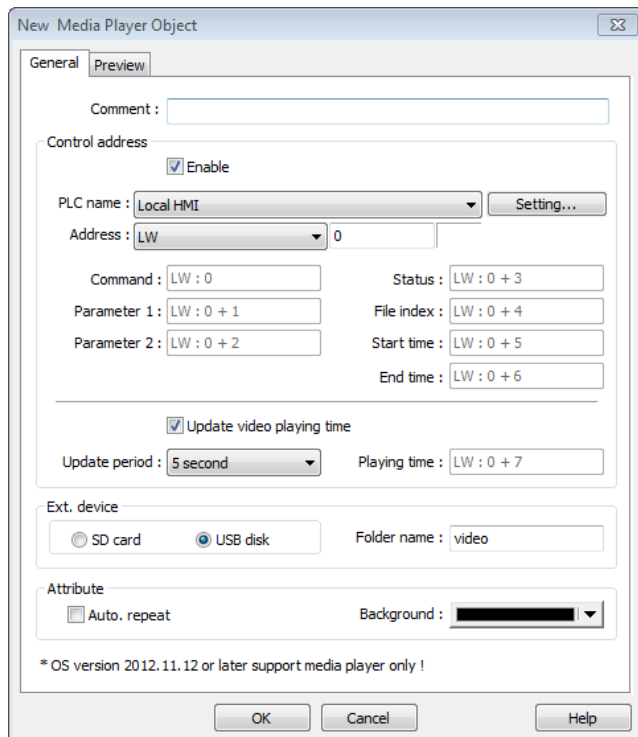 New Media Player Object
General Preview
Comment :
Control address
Enable
PLC name : Local HMI Setting...
Address : LW 0
Command : LW : 0 Status : LW : 0 + 3
Parameter 1 : LW : 0 + 1 File index : LW : 0 + 4
Parameter 2 : LW : 0 + 2 Start time : LW : 0 + 5
End time : LW : 0 + 6
Update video playing time
Update period : 5 second Playing time : LW : 0 + 7
Ext. device
SD card USB disk Folder name : video
Attribute
Auto. repeat Background :
* OS version 2012.11.12 or later support media player only !
OK Cancel Help